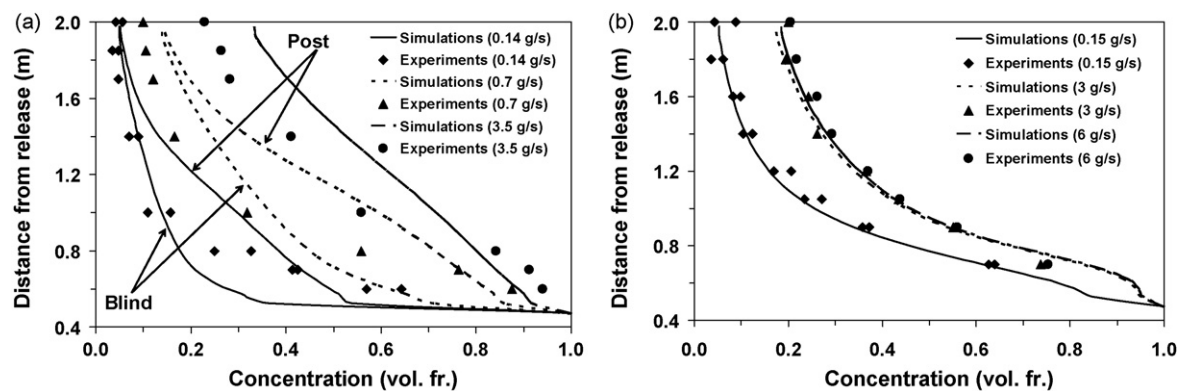 (a)
2.0
1.6
1.2
0.8
0.4
Distance from release (m)
0.0 0.2 0.4 0.6 0.8 1.0
Concentration (vol. fr.)
Post
Blind
Simulations (0.14 g/s)
Experiments (0.14 g/s)
Simulations (0.7 g/s)
Experiments (0.7 g/s)
Simulations (3.5 g/s)
Experiments (3.5 g/s)
(b)
2.0
1.6
1.2
0.8
0.4
Distance from release (m)
0.0 0.2 0.4 0.6 0.8 1.0
Concentration (vol. fr.)
Simulations (0.15 g/s)
Experiments (0.15 g/s)
Simulations (3 g/s)
Experiments (3 g/s)
Simulations (6 g/s)
Experiments (6 g/s)